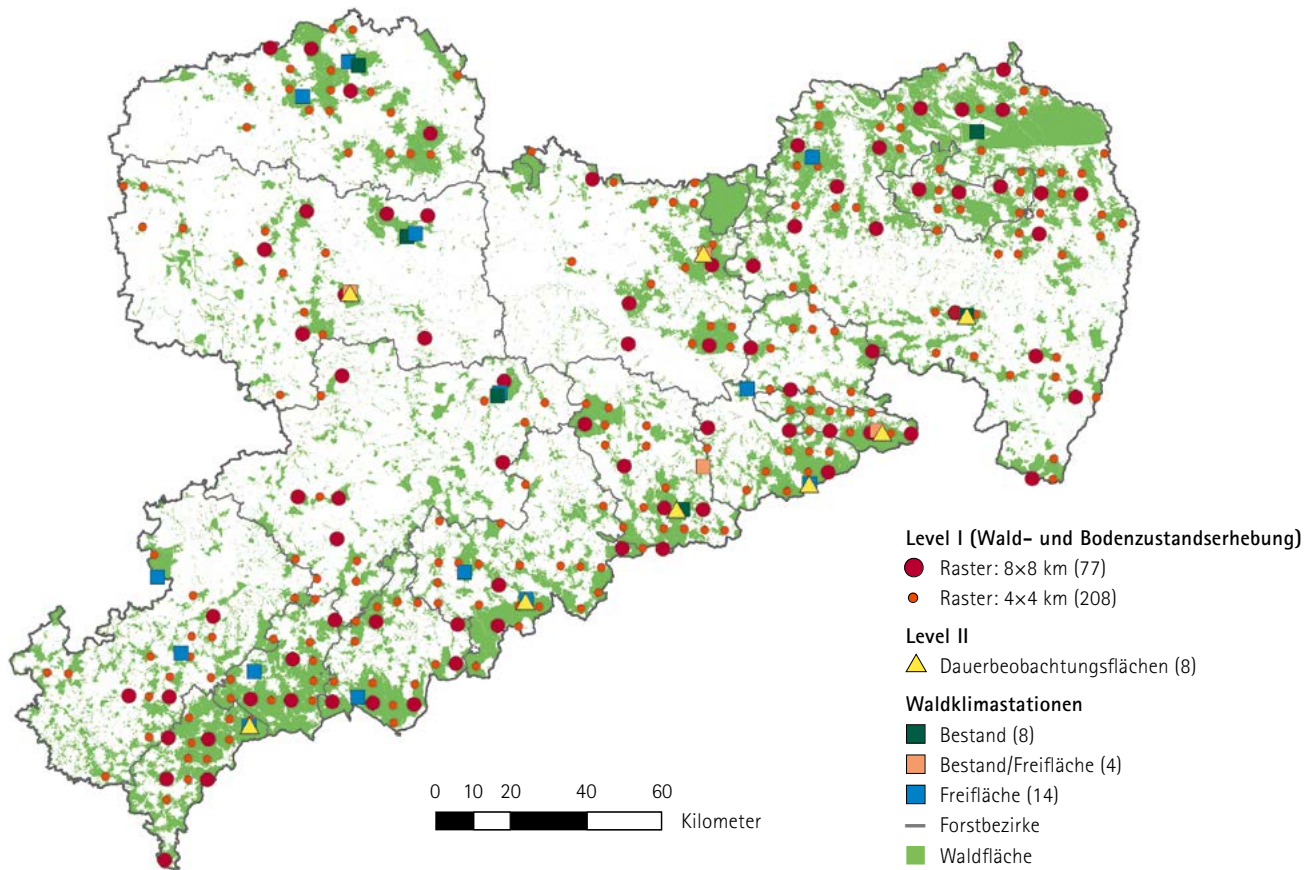 Level I (Wald- und Bodenzustandserhebung)
Raster: 8×8 km (77)
Raster: 4×4 km (208)
Level II
Dauerbeobachtungsflächen (8)
Waldklimastationen
Bestand (8)
Bestand/Freifläche (4)
Freifläche (14)
Forstbezirke
Waldfläche
0 10 20 40 60
Kilometer